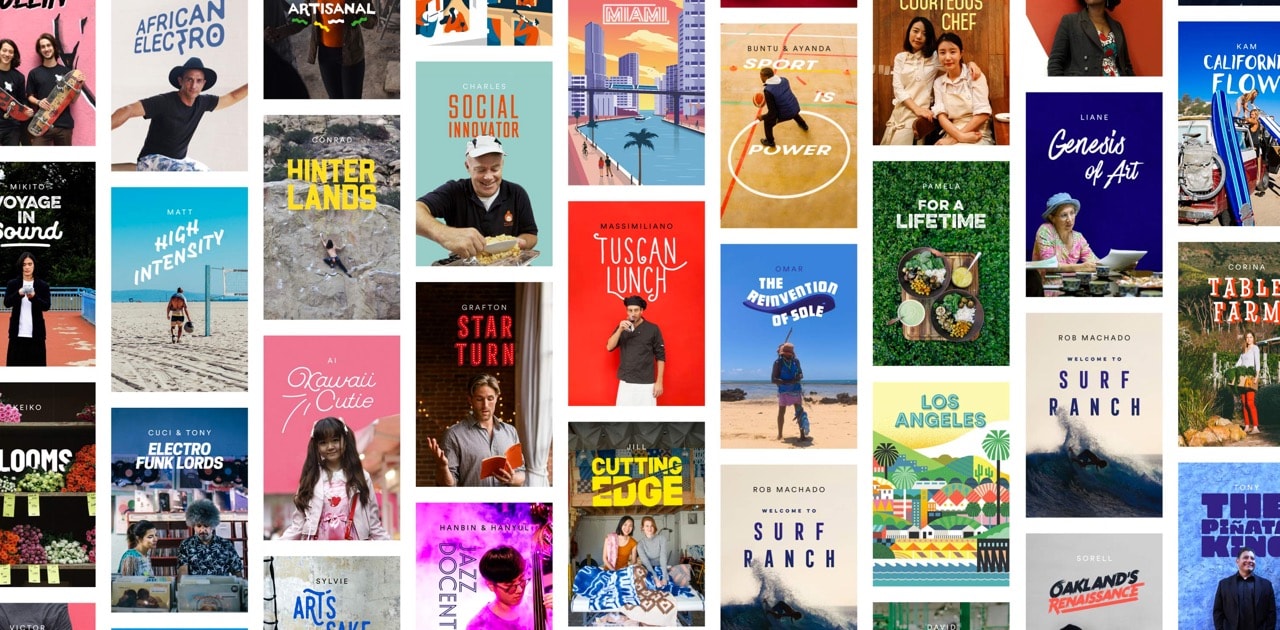 MIKITO
VOYAGE
IN
Sound
KEIKO
VICTOR
AFRICAN
ELECTRO
MATT
HIGH
INTENSITY
CUCI & TONY
ELECTRO
FUNK LORDS
ARTISANAL
CONRAD
HINTER
LANDS
AI
Kawaii
Cutie
SYLVIE
ART'S
SAKE
CHARLES
SOCIAL
INNOVATOR
GRAFTON
STAR
TURN
HANBIN & HANYUL
JAZZ
DOCENT
MIAMI
MASSIMILIANO
TUSCAN
LUNCH
JILL
CUTTING
EDGE
BUNTU & AYANDA
SPORT
IS
POWER
OMAR
THE
REINVENTION
OF SOLE
ROB MACHADO
WELCOME TO
SURF
RANCH
COURTEOUS
CHEF
PAMELA
FOR A
LIFETIME
LOS
ANGELES
DAVID
LIANE
Genesis
of Art
ROB MACHADO
WELCOME TO
SURF
RANCH
SORELL
OAKLAND'S
RENAISSANCE
KAM
CALIFORNI
FLOW
CORINA
TABLE
FARM
TONY
THE
PIÑATA
KING